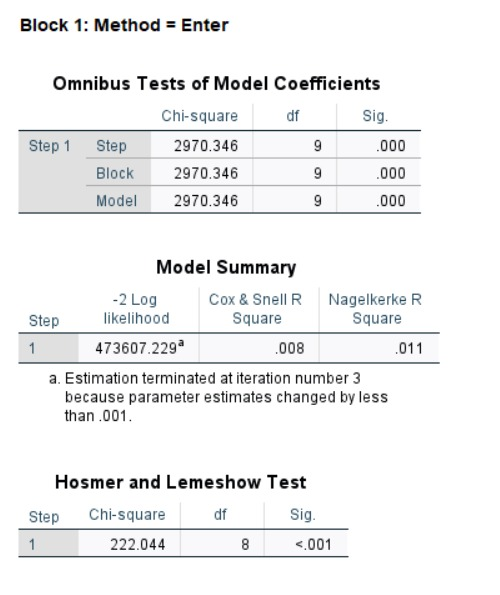 Block 1: Method = Enter
Omnibus Tests of Model Coefficients
Chi-square df Sig.
Step 1 Step 2970.346 9 .000
Block 2970.346 9 .000
Model 2970.346 9 .000
Model Summary
-2 Log Cox & Snell R Nagelkerke R
Step likelihood Square Square
1 473607.229a .008 .011
a. Estimation terminated at iteration number 3
because parameter estimates changed by less
than .001.
Hosmer and Lemeshow Test
Step Chi-square df Sig.
1 222.044 8 <.001